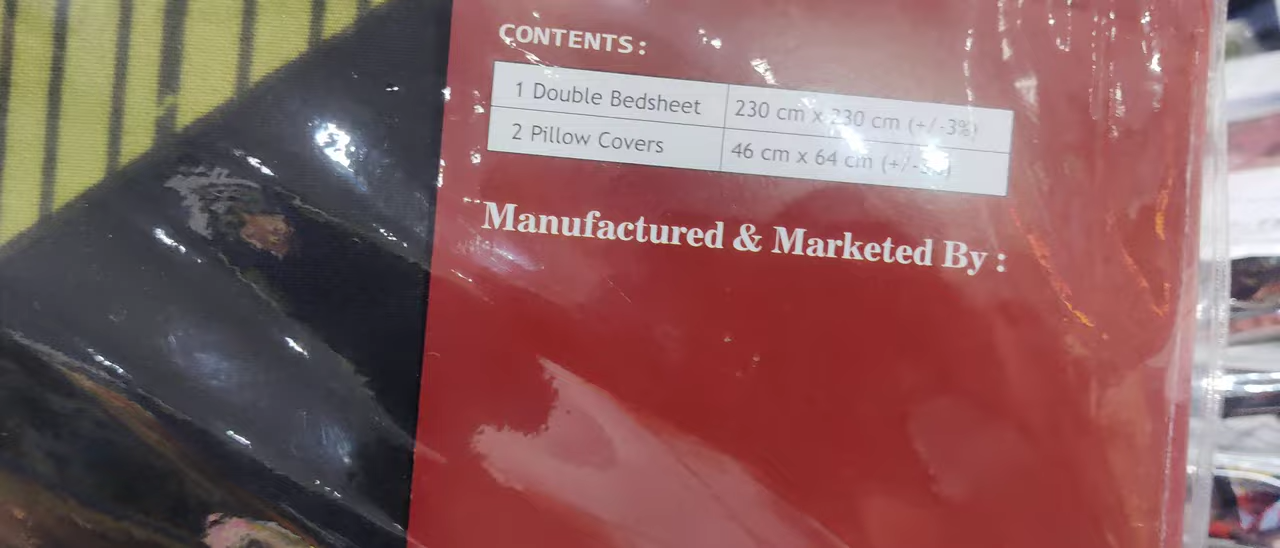 CONTENTS:
1 Double Bedsheet 230 cm x 230 cm (+/-3%)
2 Pillow Covers 46 cm x 64 cm (+/-
Manufactured & Marketed By :